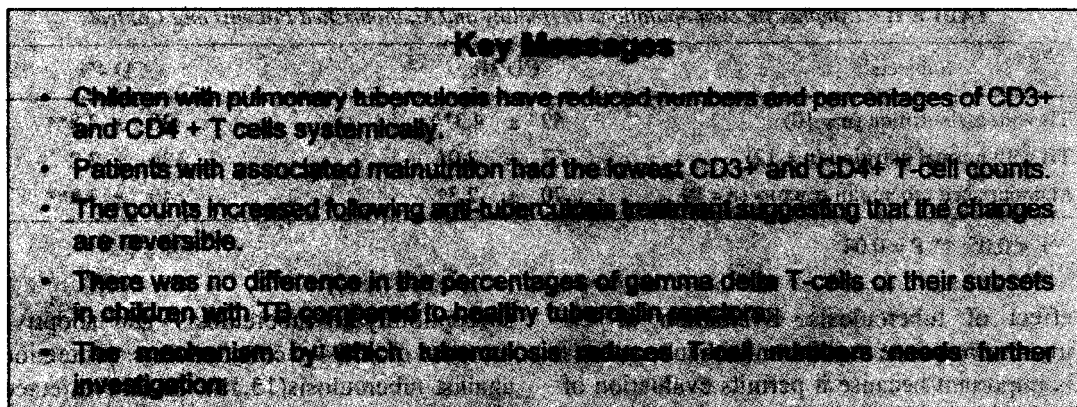 Key Messages
• Children with pulmonary tuberculosis have reduced numbers and percentages of CD3+
and CD4 + T cells systemically.
• Patients with associated malnutrition had the lowest CD3+ and CD4+ T-cell counts.
• The counts increased following anti-tuberculosis treatment suggesting that the changes
are reversible.
• There was no difference in the percentages of gamma delta T-cells or their subsets
in children with TB compared to healthy tuberculin reactors.
• The mechanism by which tuberculosis reduces T-cell numbers needs further
investigation.